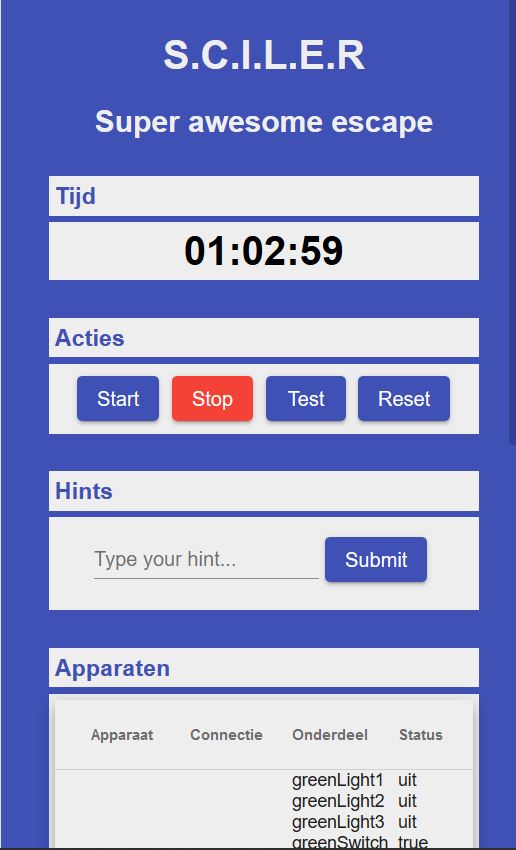 S.C.I.L.E.R
Super awesome escape
Tijd
01:02:59
Acties
Start Stop Test Reset
Hints
Type your hint... Submit
Apparaten
Apparaat Connectie Onderdeel Status
greenLight1 uit
greenLight2 uit
greenLight3 uit
greenSwitch true